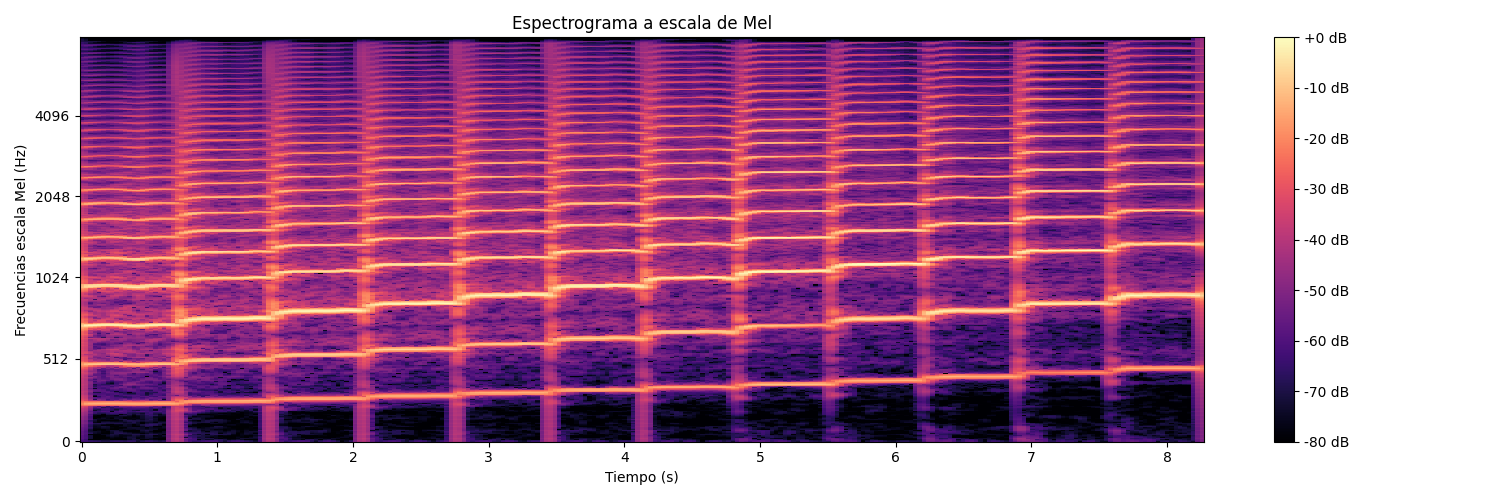 Espectrograma a escala de Mel
Frecuencias escala Mel (Hz)
4096
2048
1024
512
0
0 1 2 3 4 5 6 7 8
Tiempo (s)
+0 dB
-10 dB
-20 dB
-30 dB
-40 dB
-50 dB
-60 dB
-70 dB
-80 dB